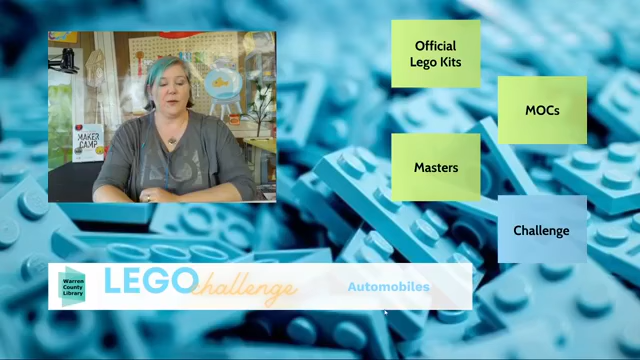 Official
Lego Kits
MOCs
MAKER
CAMP
Masters
Challenge
Warren
County
Library
LEGO challenge
Automobiles